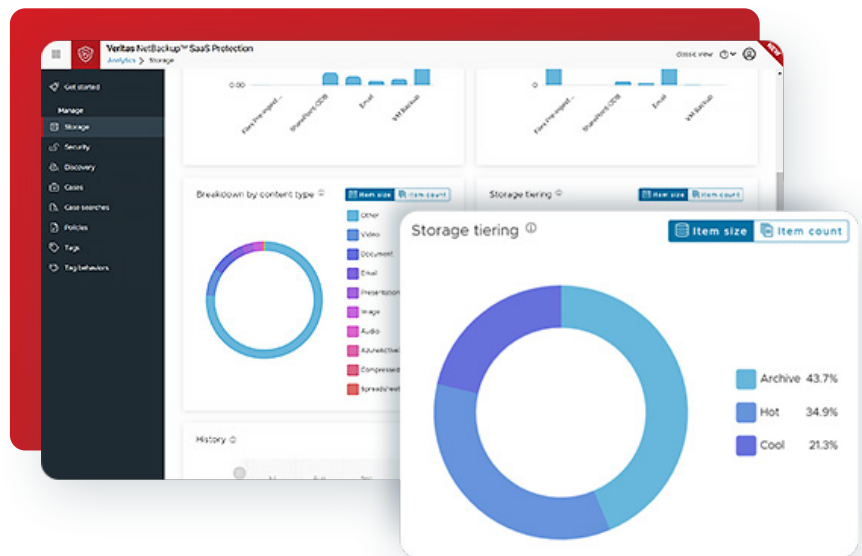 Veritas NetBackup™ SaaS Protection
Analytics > Storage
classic view
NEW
Get started
Manage
Storage
Security
Discovery
Cases
Case searches
Policies
Tags
Tag behaviors
0.00
SharePoint ODB
Email
VM Backup
0
SharePoint ODB
Email
VM Backup
Breakdown by content type
Item size Item count
Other
Video
Document
Email
Presentation
Image
Audio
Compressed
Spreadsheet
Storage tiering
Item size Item count
History
Storage tiering
Item size Item count
Archive 43.7%
Hot 34.9%
Cool 21.3%